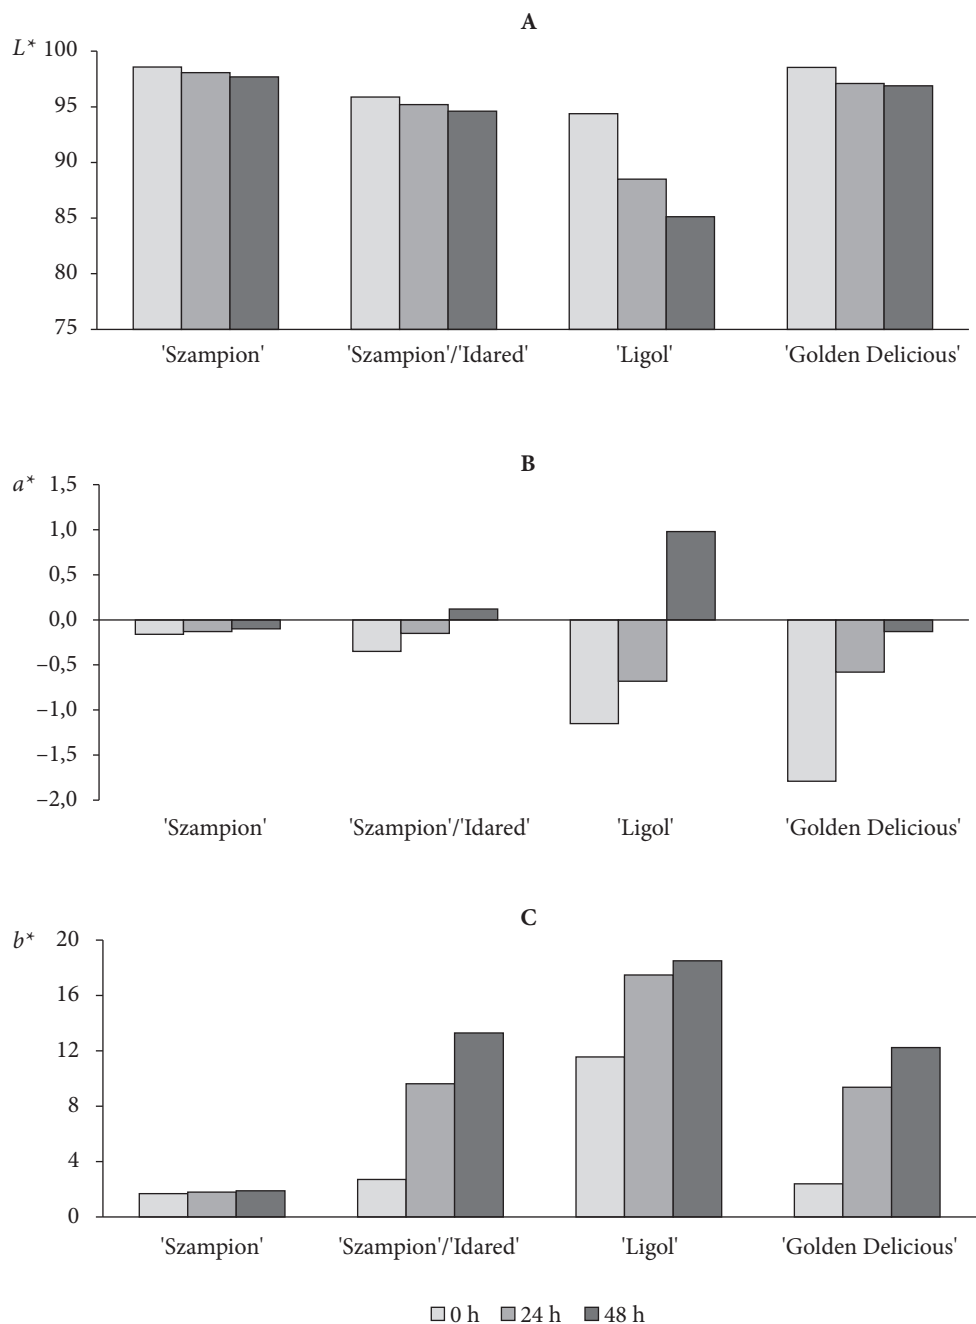 A
L* 100
95
90
85
80
75
'Szampion' 'Szampion'/'Idared' 'Ligol' 'Golden Delicious'
B
a* 1,5
1,0
0,5
0,0
–0,5
–1,0
–1,5
–2,0
'Szampion' 'Szampion'/'Idared' 'Ligol' 'Golden Delicious'
C
b* 20
16
12
8
4
0
'Szampion' 'Szampion'/'Idared' 'Ligol' 'Golden Delicious'
0 h 24 h 48 h